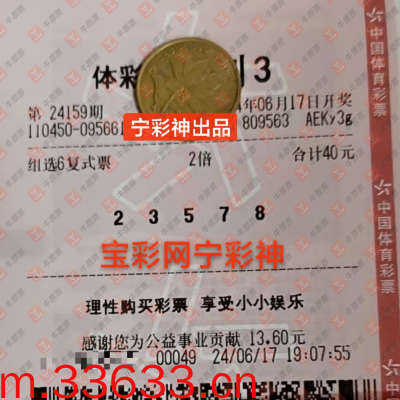 体彩 列3
第 24159期 年06月17日开奖
110450-095661 809563 AEKy3g
宁彩神出品
组选6复式票 2倍 合计40元
2 3 5 7 8
宝彩网宁彩神
理性购买彩票 享受小小娱乐
感谢您为公益事业贡献 13.60元
00049 24/06/17 19:07:55
m.33633.cn
中国体育彩票
中国体育彩票